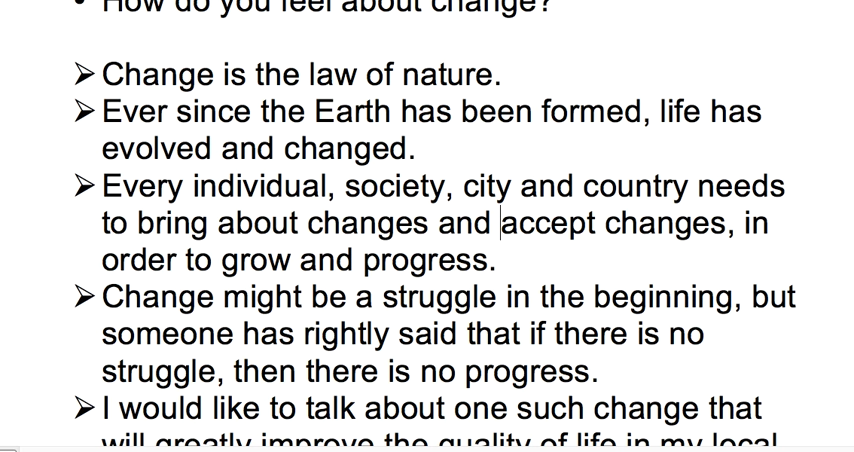 • How do you feel about change?
➢ Change is the law of nature.
➢ Ever since the Earth has been formed, life has
evolved and changed.
➢ Every individual, society, city and country needs
to bring about changes and accept changes, in
order to grow and progress.
➢ Change might be a struggle in the beginning, but
someone has rightly said that if there is no
struggle, then there is no progress.
➢ I would like to talk about one such change that
will greatly improve the quality of life in my local